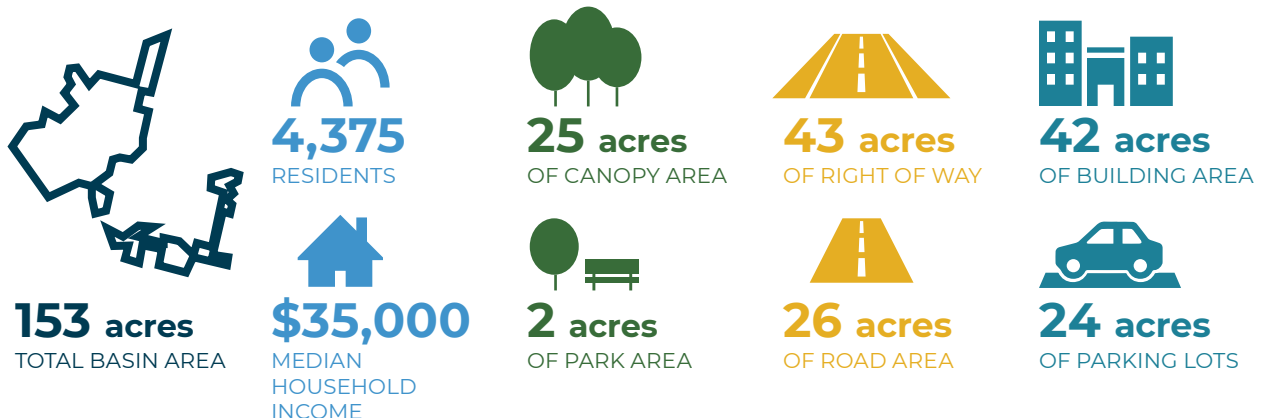 4,375
RESIDENTS
25 acres
OF CANOPY AREA
43 acres
OF RIGHT OF WAY
42 acres
OF BUILDING AREA
153 acres
TOTAL BASIN AREA
$35,000
MEDIAN
HOUSEHOLD
INCOME
2 acres
OF PARK AREA
26 acres
OF ROAD AREA
24 acres
OF PARKING LOTS